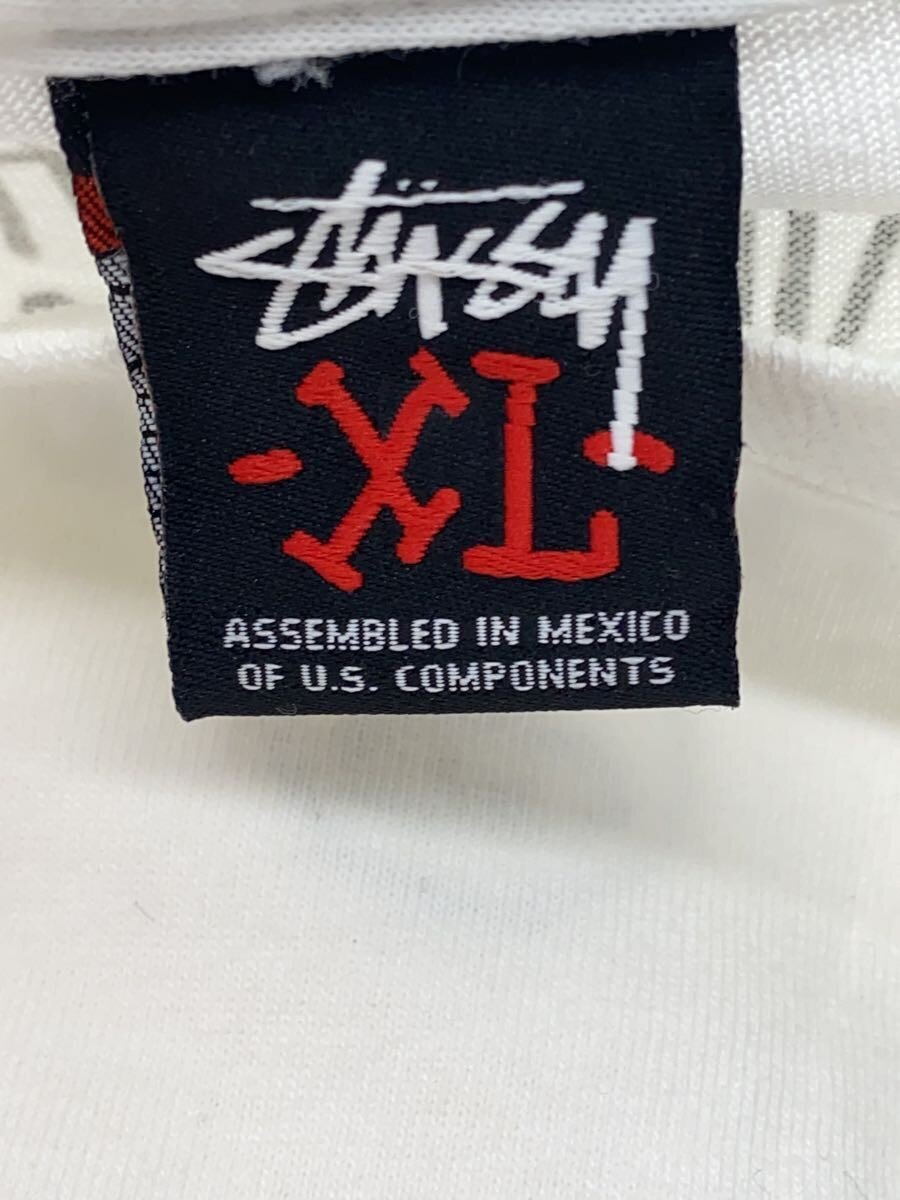 Stüssy
-XL-
ASSEMBLED IN MEXICO
OF U.S. COMPONENTS